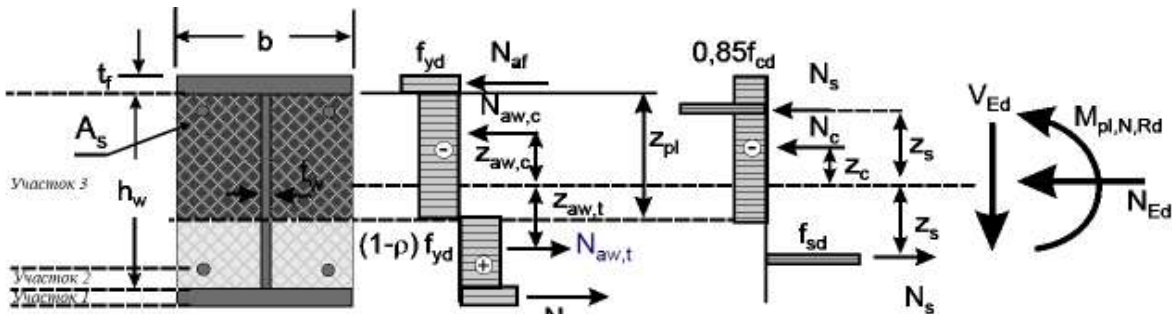 b
t_f
A_s
h_w
t_w
Участок 3
Участок 2
Участок 1
f_yd
N_af
N_aw,c
z_aw,c
z_pl
z_aw,t
(1-ρ) f_yd
N_aw,t
N
0,85f_cd
N_s
N_c
z_s
z_c
z_s
f_sd
N_s
V_Ed
M_pl,N,Rd
N_Ed